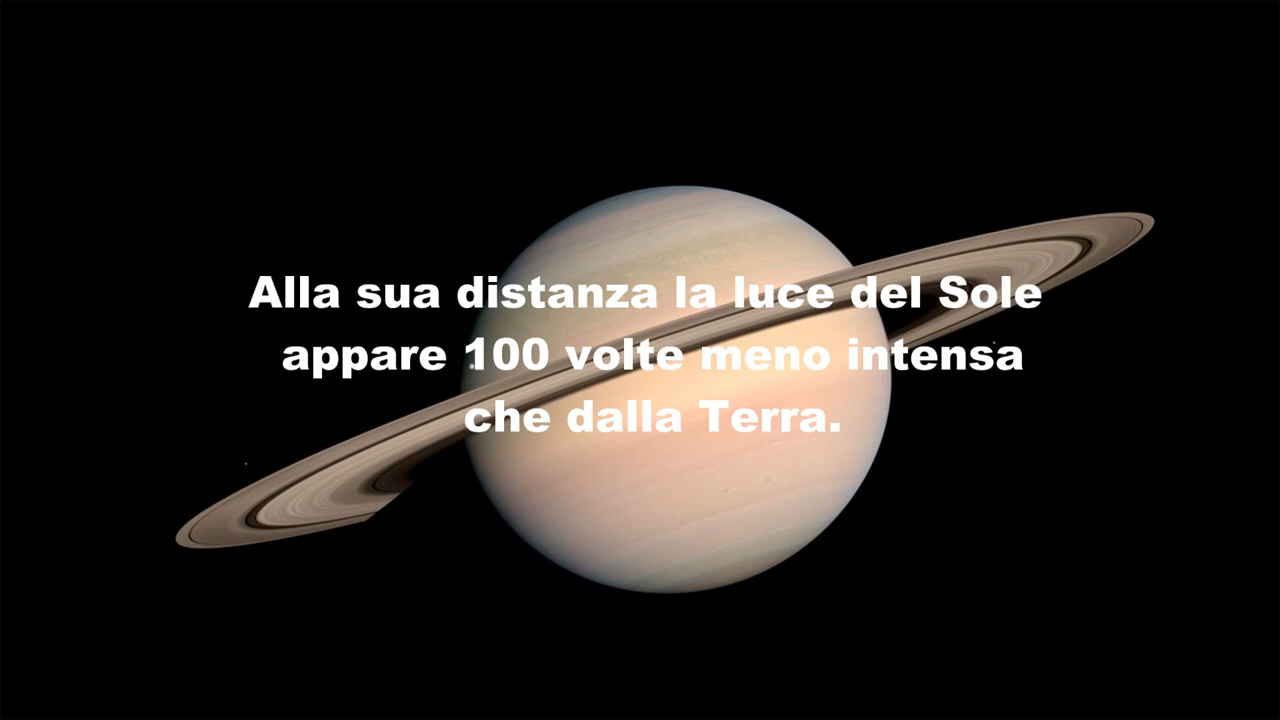 Alla sua distanza la luce del Sole
appare 100 volte meno intensa
che dalla Terra.